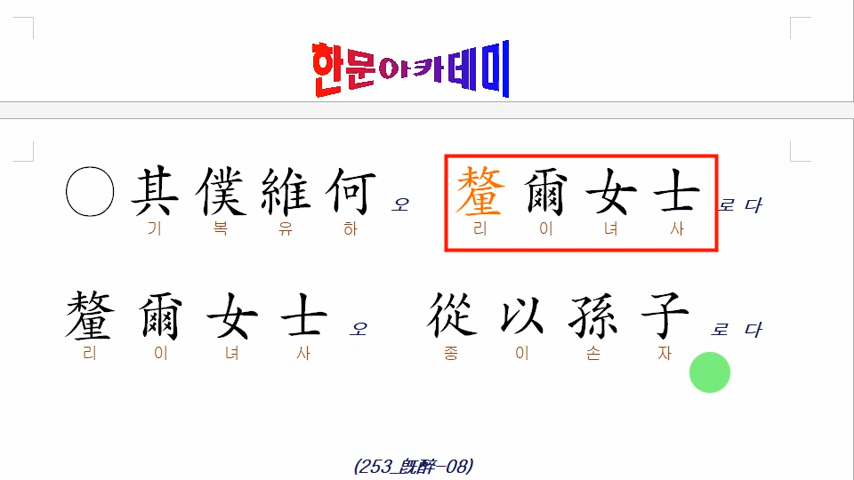 한문아카데미
○其僕維何오 釐爾女士로다
기 복 유 하 리 이 녀 사
釐爾女士오 從以孫子로다
리 이 녀 사 종 이 손 자
(253_旣醉-08)